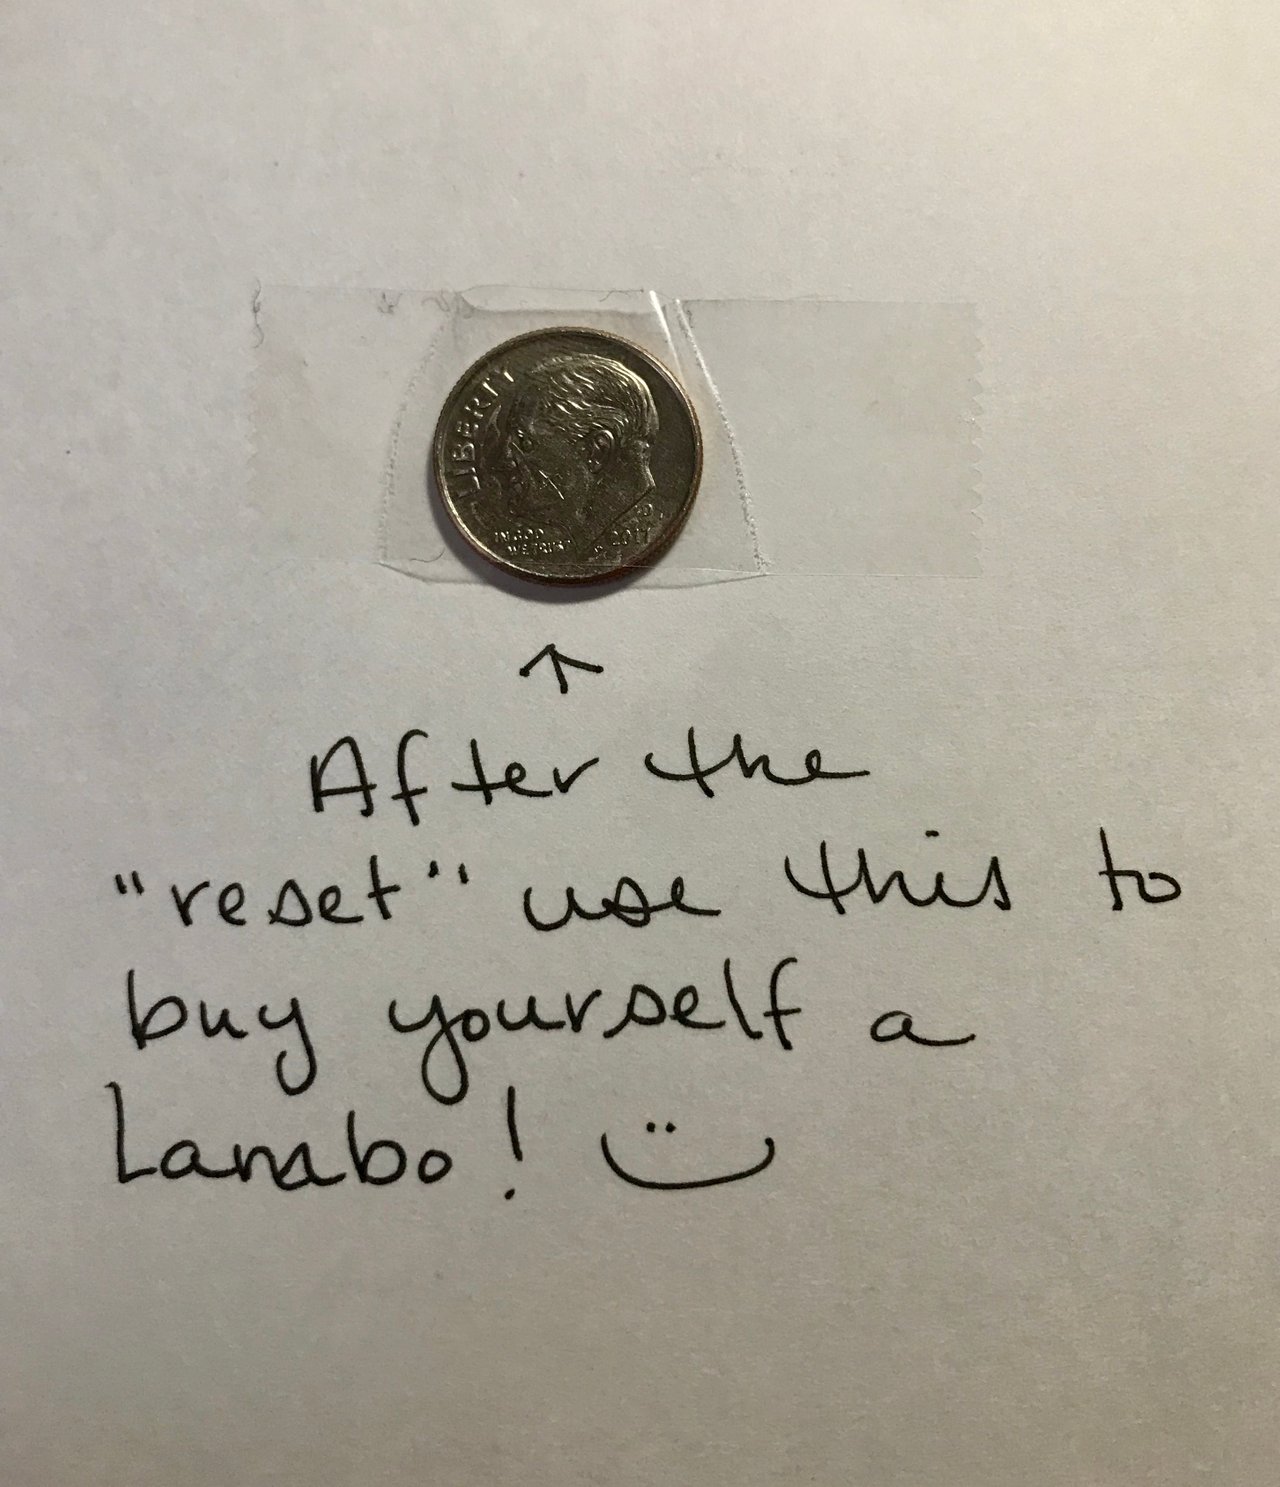 LIBERTY
IN GOD
WE TRUST
2017
After the
"reset" use this to
buy yourself a
Lambo!